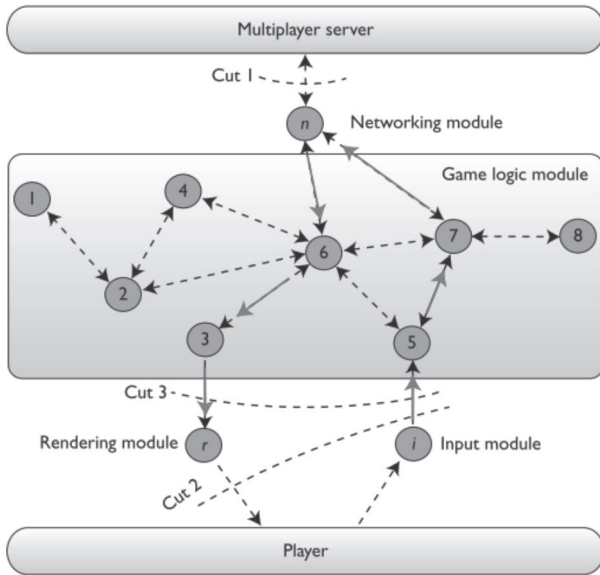 Multiplayer server
Cut 1
n
Networking module
Game logic module
1
4
7
8
6
2
3
5
Cut 3
Rendering module
r
i
Input module
Cut 2
Player